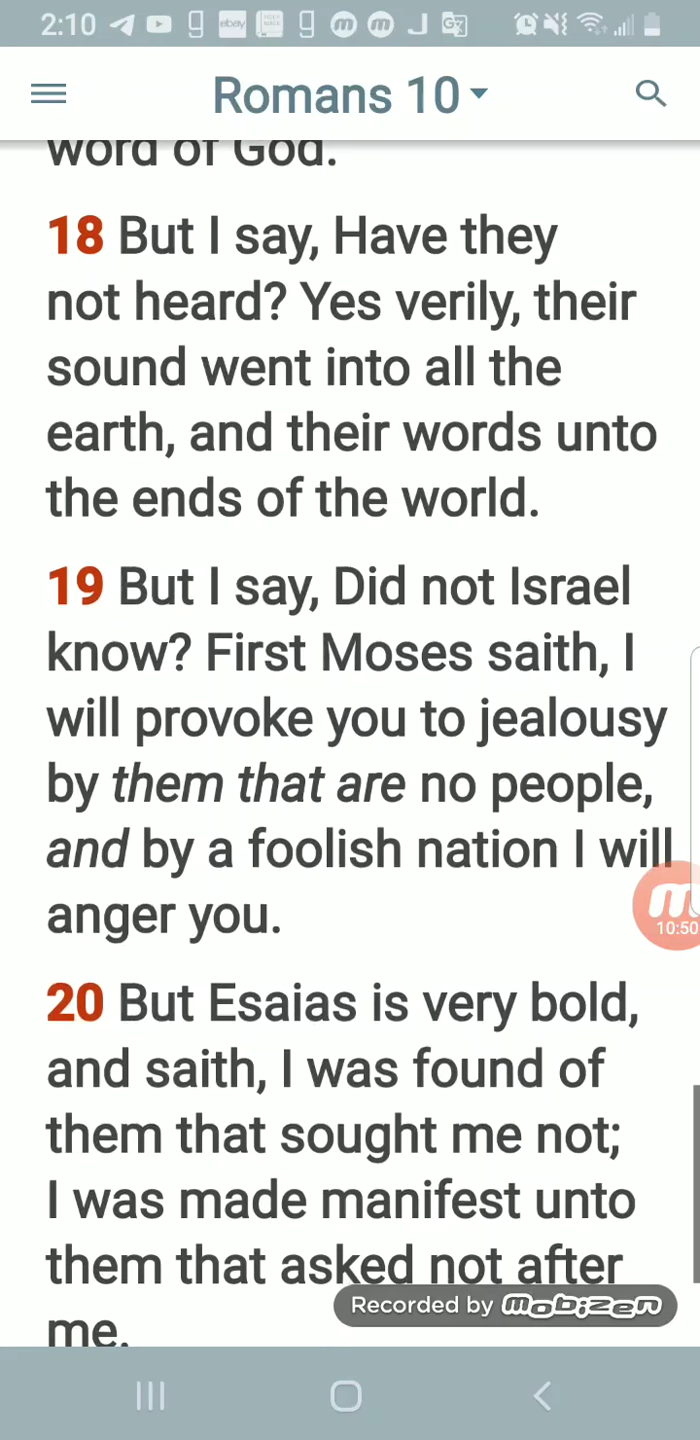 2:10
ebay
Romans 10
word of God.
18 But I say, Have they
not heard? Yes verily, their
sound went into all the
earth, and their words unto
the ends of the world.
19 But I say, Did not Israel
know? First Moses saith, I
will provoke you to jealousy
by them that are no people,
and by a foolish nation I will
anger you.
m
10:50
20 But Esaias is very bold,
and saith, I was found of
them that sought me not;
I was made manifest unto
them that asked not after
me.
Recorded by mobizen